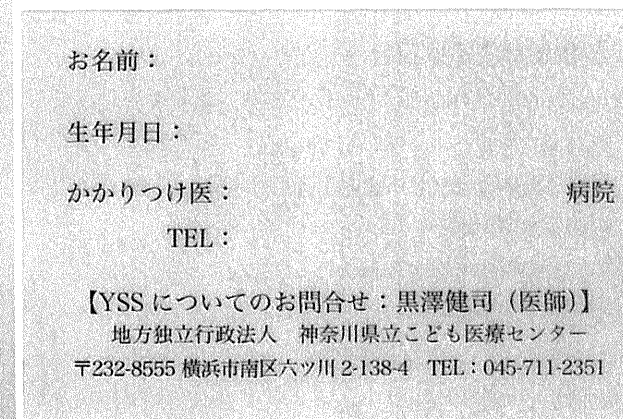 お名前：
生年月日：
かかりつけ医：　　　　　　　　　　病院
TEL：
【YSS についてのお問合せ：黒澤健司（医師）】
地方独立行政法人　神奈川県立こども医療センター
〒232-8555 横浜市南区六ツ川 2-138-4　TEL：045-711-2351